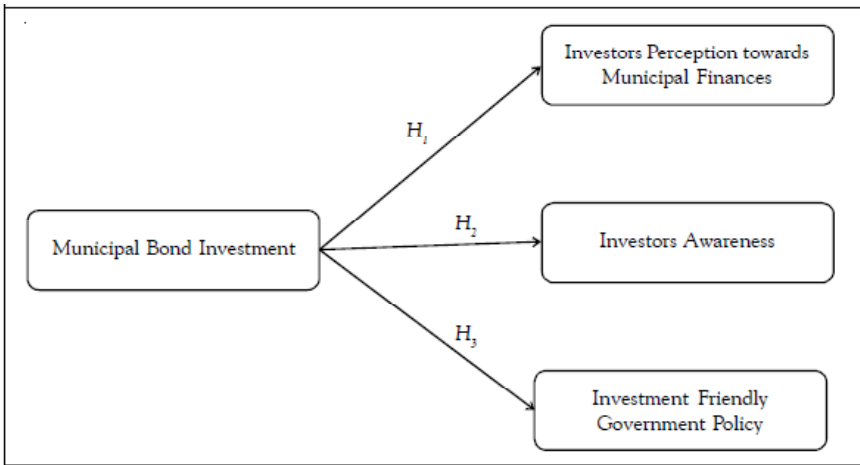 Investors Perception towards
Municipal Finances
H1
Municipal Bond Investment
H2
Investors Awareness
H3
Investment Friendly
Government Policy